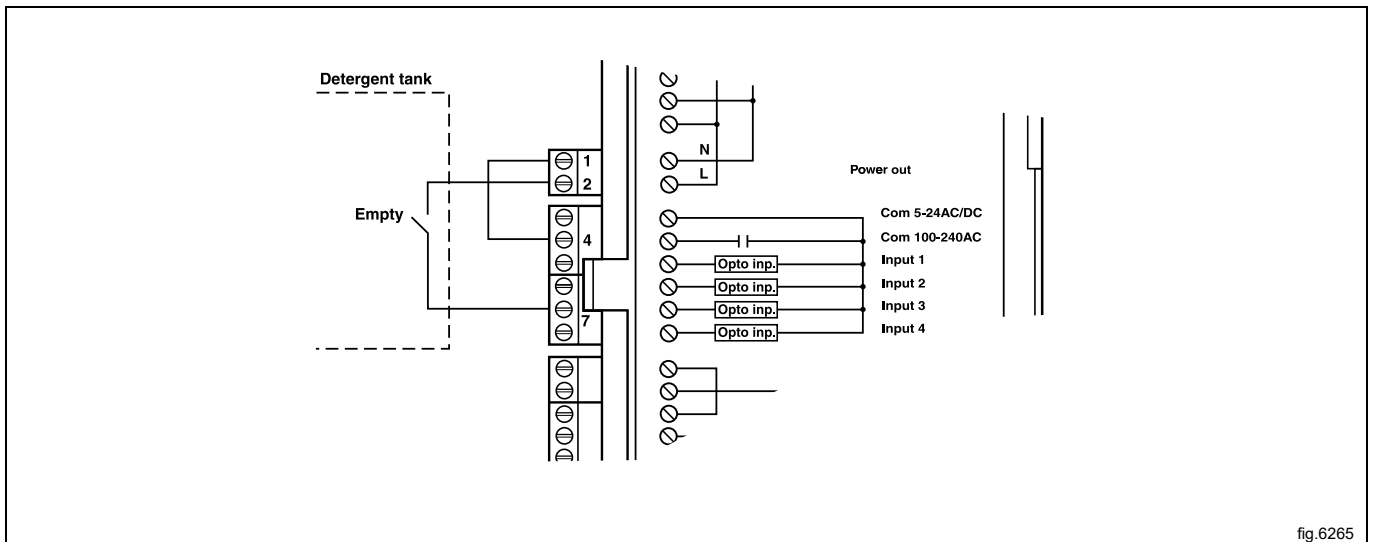 Detergent tank
Empty
1
2
4
7
N
L
Power out
Com 5-24AC/DC
Com 100-240AC
Opto inp. Input 1
Opto inp. Input 2
Opto inp. Input 3
Opto inp. Input 4
fig.6265